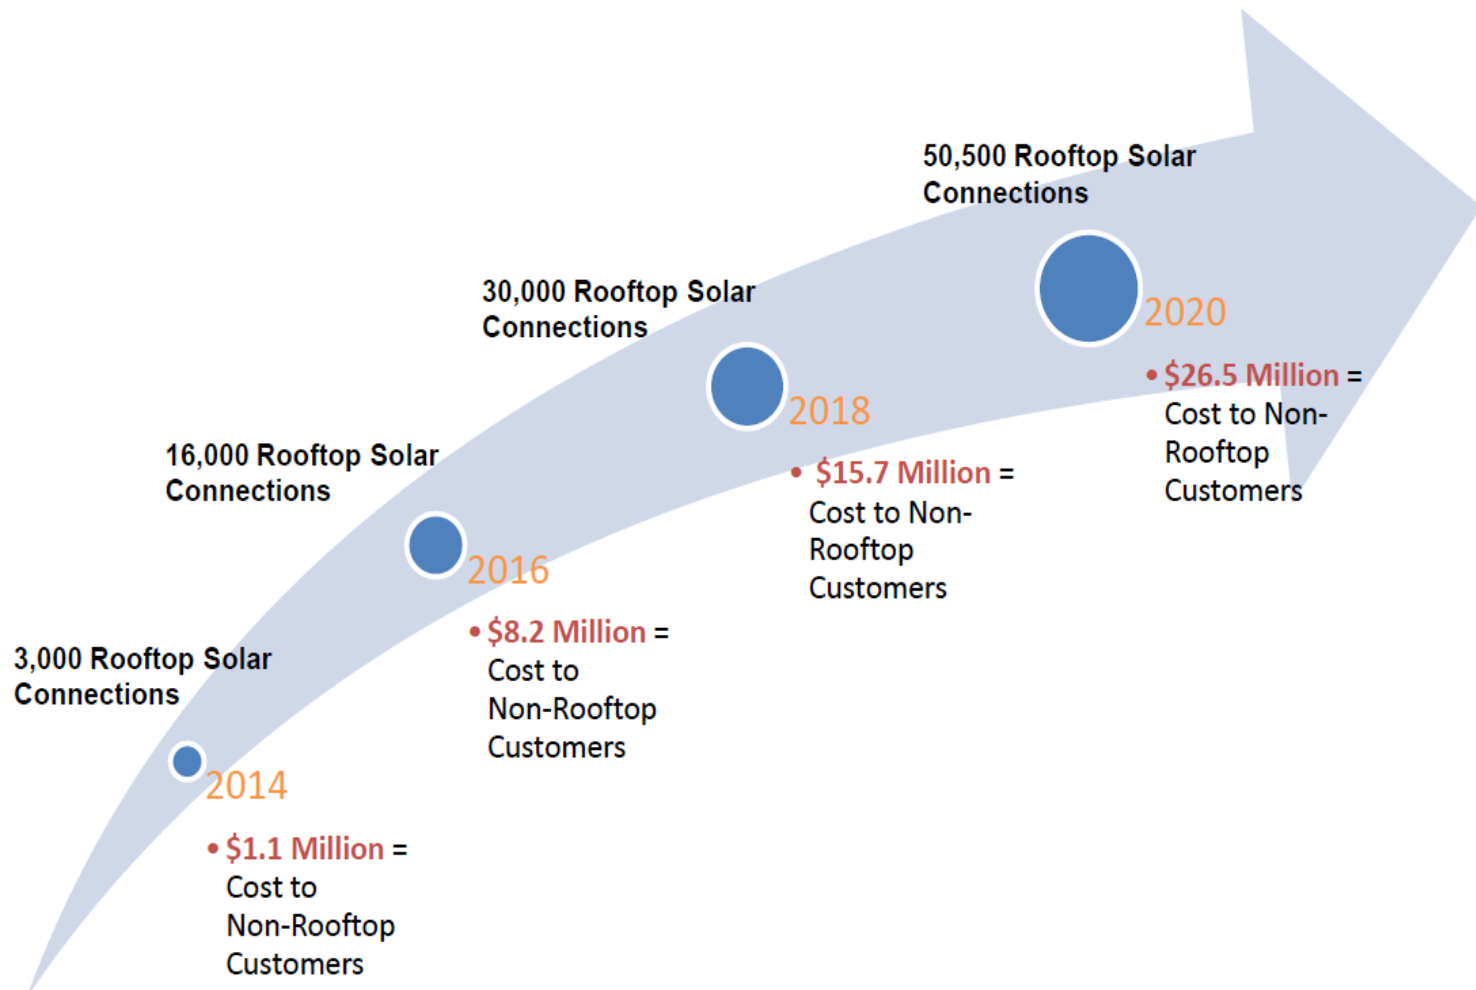 3,000 Rooftop Solar
Connections
2014
• $1.1 Million =
Cost to
Non-Rooftop
Customers
16,000 Rooftop Solar
Connections
2016
• $8.2 Million =
Cost to
Non-Rooftop
Customers
30,000 Rooftop Solar
Connections
2018
• $15.7 Million =
Cost to Non-
Rooftop
Customers
50,500 Rooftop Solar
Connections
2020
• $26.5 Million =
Cost to Non-
Rooftop
Customers